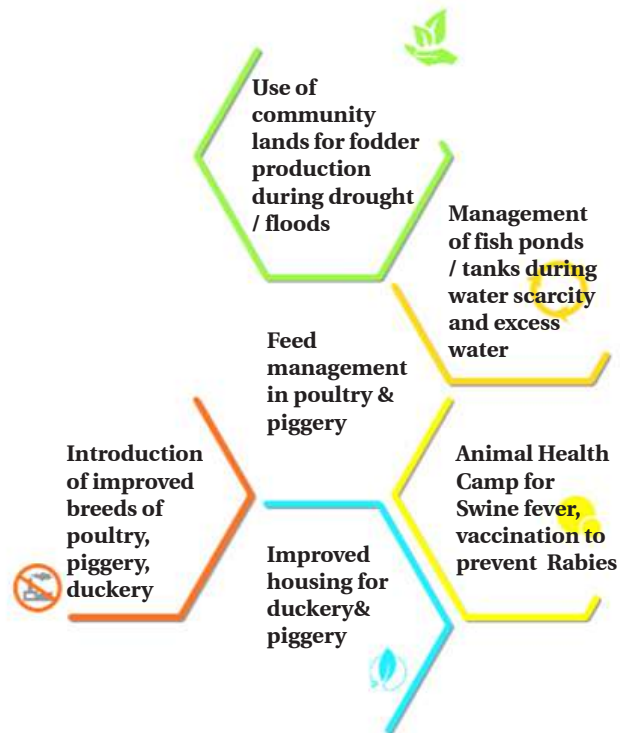 Use of
community
lands for fodder
production
during drought
/ floods
Management
of fish ponds
/ tanks during
water scarcity
and excess
water
Feed
management
in poultry &
piggery
Introduction
of improved
breeds of
poultry,
piggery,
duckery
Animal Health
Camp for
Swine fever,
vaccination to
prevent Rabies
Improved
housing for
duckery&
piggery